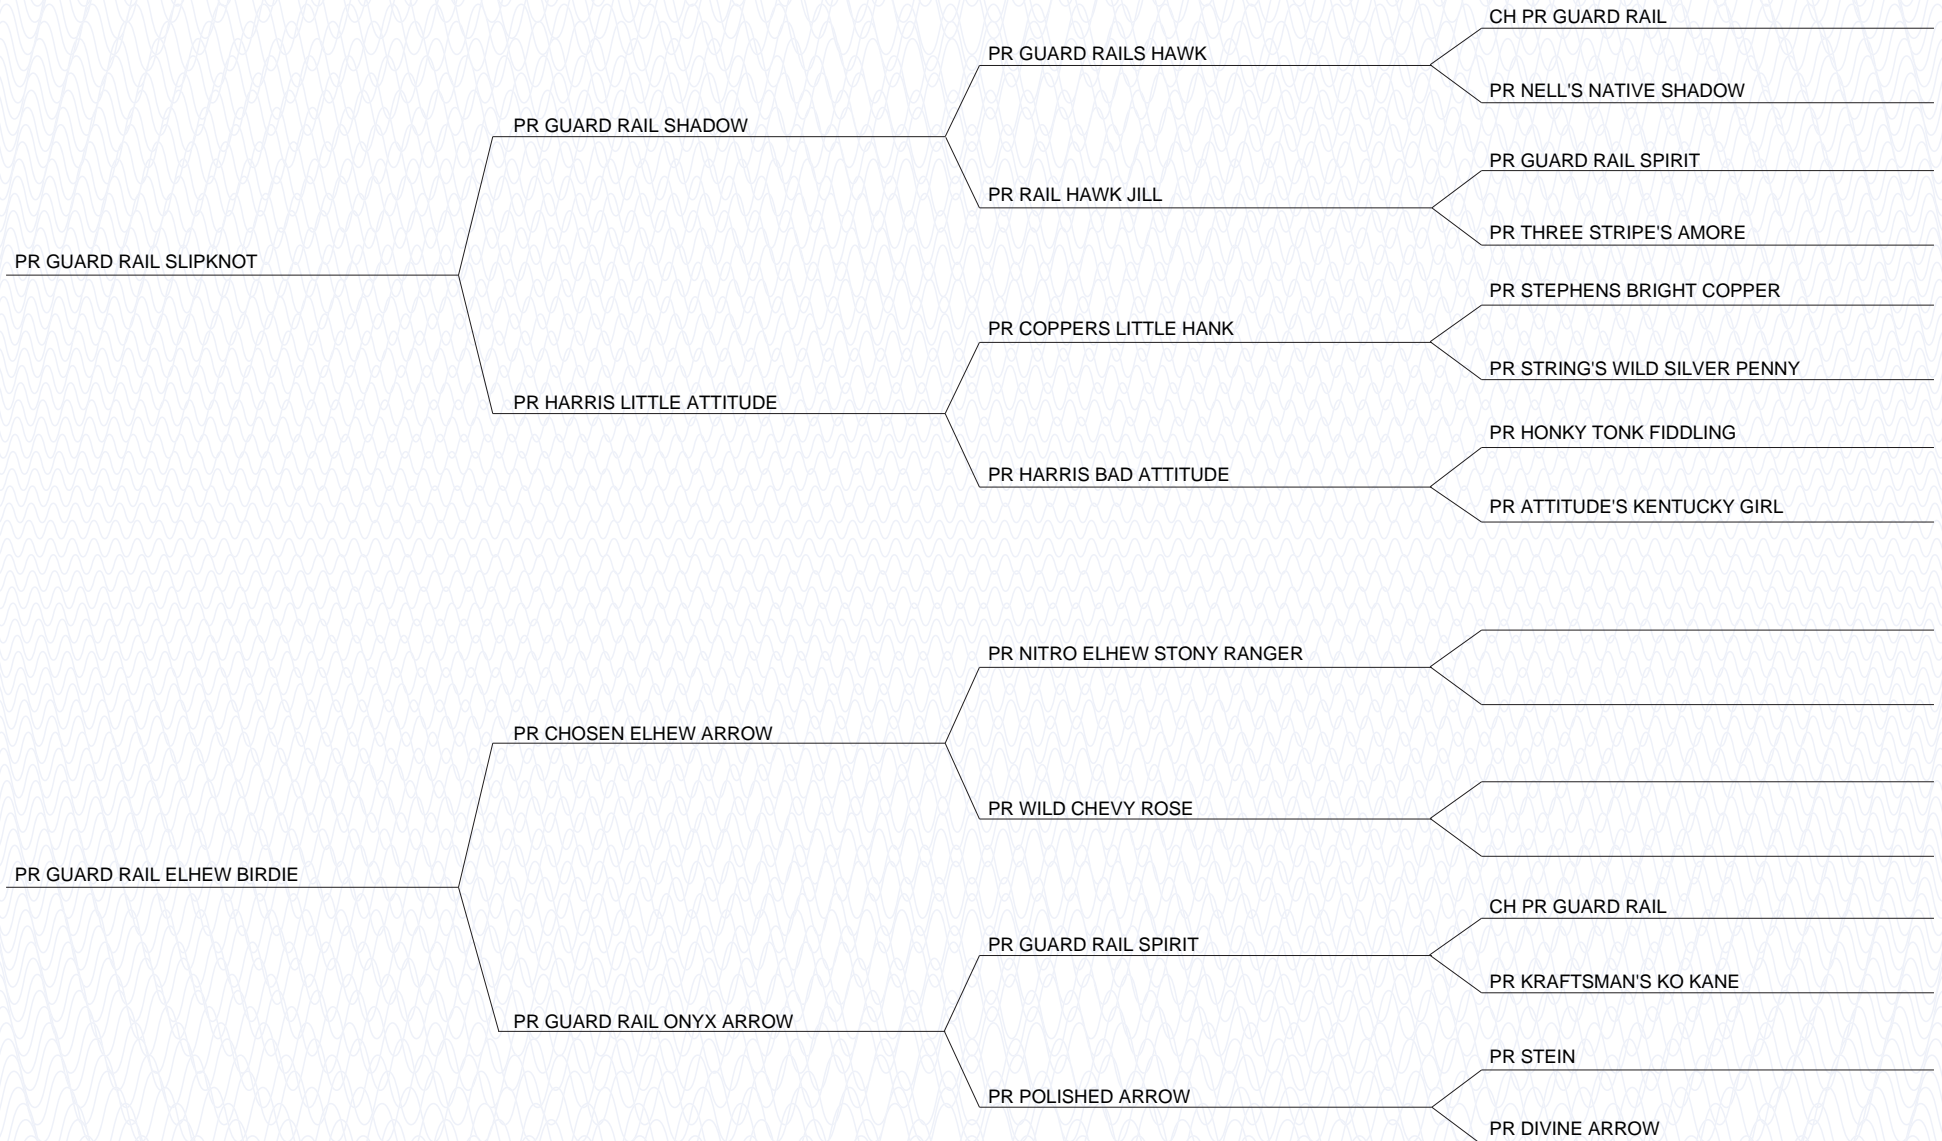 CH PR GUARD RAIL
PR GUARD RAILS HAWK
PR NELL'S NATIVE SHADOW
PR GUARD RAIL SHADOW
PR GUARD RAIL SPIRIT
PR RAIL HAWK JILL
PR THREE STRIPE'S AMORE
PR GUARD RAIL SLIPKNOT
PR STEPHENS BRIGHT COPPER
PR COPPERS LITTLE HANK
PR STRING'S WILD SILVER PENNY
PR HARRIS LITTLE ATTITUDE
PR HONKY TONK FIDDLING
PR HARRIS BAD ATTITUDE
PR ATTITUDE'S KENTUCKY GIRL
PR NITRO ELHEW STONY RANGER
PR CHOSEN ELHEW ARROW
PR WILD CHEVY ROSE
PR GUARD RAIL ELHEW BIRDIE
CH PR GUARD RAIL
PR GUARD RAIL SPIRIT
PR KRAFTSMAN'S KO KANE
PR GUARD RAIL ONYX ARROW
PR STEIN
PR POLISHED ARROW
PR DIVINE ARROW